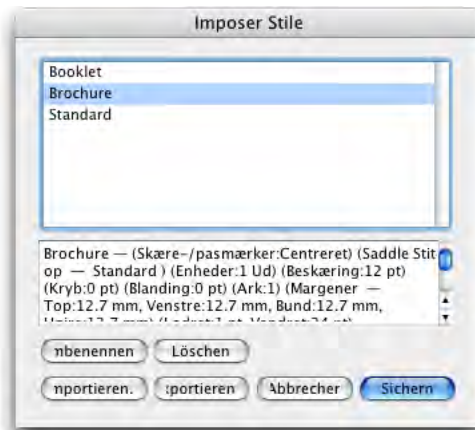 Imposer Stile
Booklet
Brochure
Standard
Brochure — (Skære-/pasmærker:Centreret) (Saddle Stit
op — Standard ) (Enheder:1 Ud) (Beskæring:12 pt)
(Kryb:0 pt) (Blanding:0 pt) (Ark:1) (Margener —
Top:12.7 mm, Venstre:12.7 mm, Bund:12.7 mm,
nbenennen Löschen
nportieren. :portieren Abbrecher Sichern